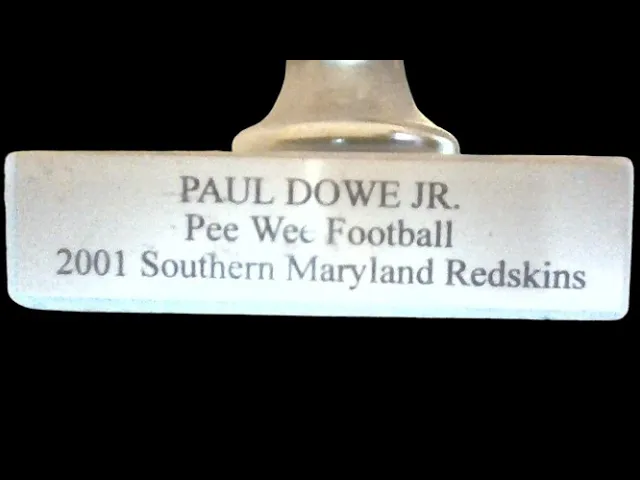 PAUL DOWE JR.
Pee Wee Football
2001 Southern Maryland Redskins